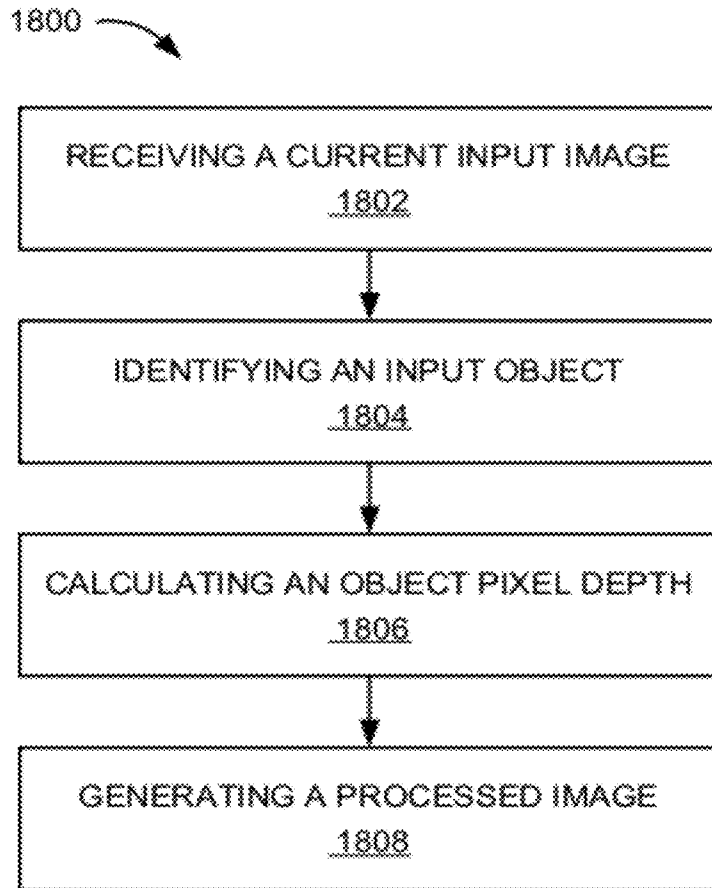 1800
RECEIVING A CURRENT INPUT IMAGE
1802
IDENTIFYING AN INPUT OBJECT
1804
CALCULATING AN OBJECT PIXEL DEPTH
1806
GENERATING A PROCESSED IMAGE
1808